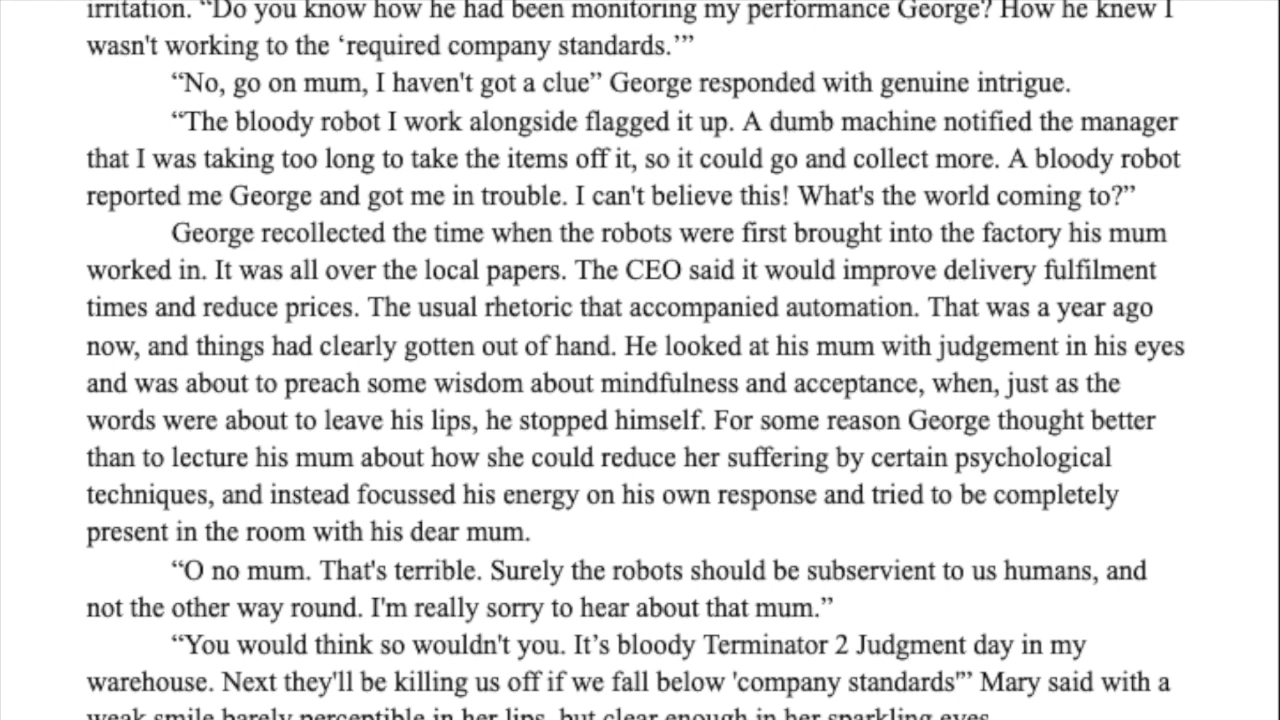 irritation. “Do you know how he had been monitoring my performance George? How he knew I
wasn't working to the ‘required company standards.’”
“No, go on mum, I haven't got a clue” George responded with genuine intrigue.
“The bloody robot I work alongside flagged it up. A dumb machine notified the manager
that I was taking too long to take the items off it, so it could go and collect more. A bloody robot
reported me George and got me in trouble. I can't believe this! What's the world coming to?”
George recollected the time when the robots were first brought into the factory his mum
worked in. It was all over the local papers. The CEO said it would improve delivery fulfilment
times and reduce prices. The usual rhetoric that accompanied automation. That was a year ago
now, and things had clearly gotten out of hand. He looked at his mum with judgement in his eyes
and was about to preach some wisdom about mindfulness and acceptance, when, just as the
words were about to leave his lips, he stopped himself. For some reason George thought better
than to lecture his mum about how she could reduce her suffering by certain psychological
techniques, and instead focussed his energy on his own response and tried to be completely
present in the room with his dear mum.
“O no mum. That's terrible. Surely the robots should be subservient to us humans, and
not the other way round. I'm really sorry to hear about that mum.”
“You would think so wouldn't you. It’s bloody Terminator 2 Judgment day in my
warehouse. Next they'll be killing us off if we fall below 'company standards'” Mary said with a
weak smile barely perceptible in her lips, but clear enough in her sparkling eyes.